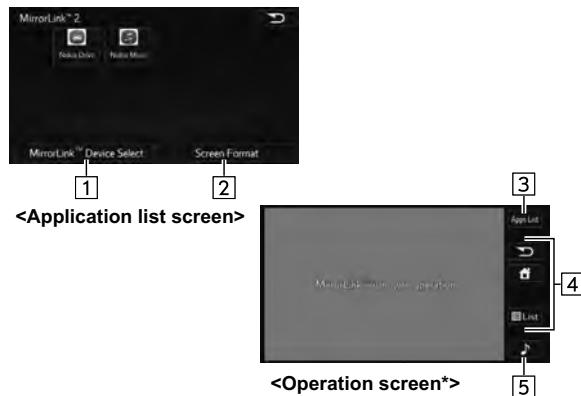 MirrorLink™ 2
Nokia Drive Nokia Music
MirrorLink™ Device Select Screen Format
1 2
<Application list screen>
3
Apps List
4
List
5
<Operation screen*>